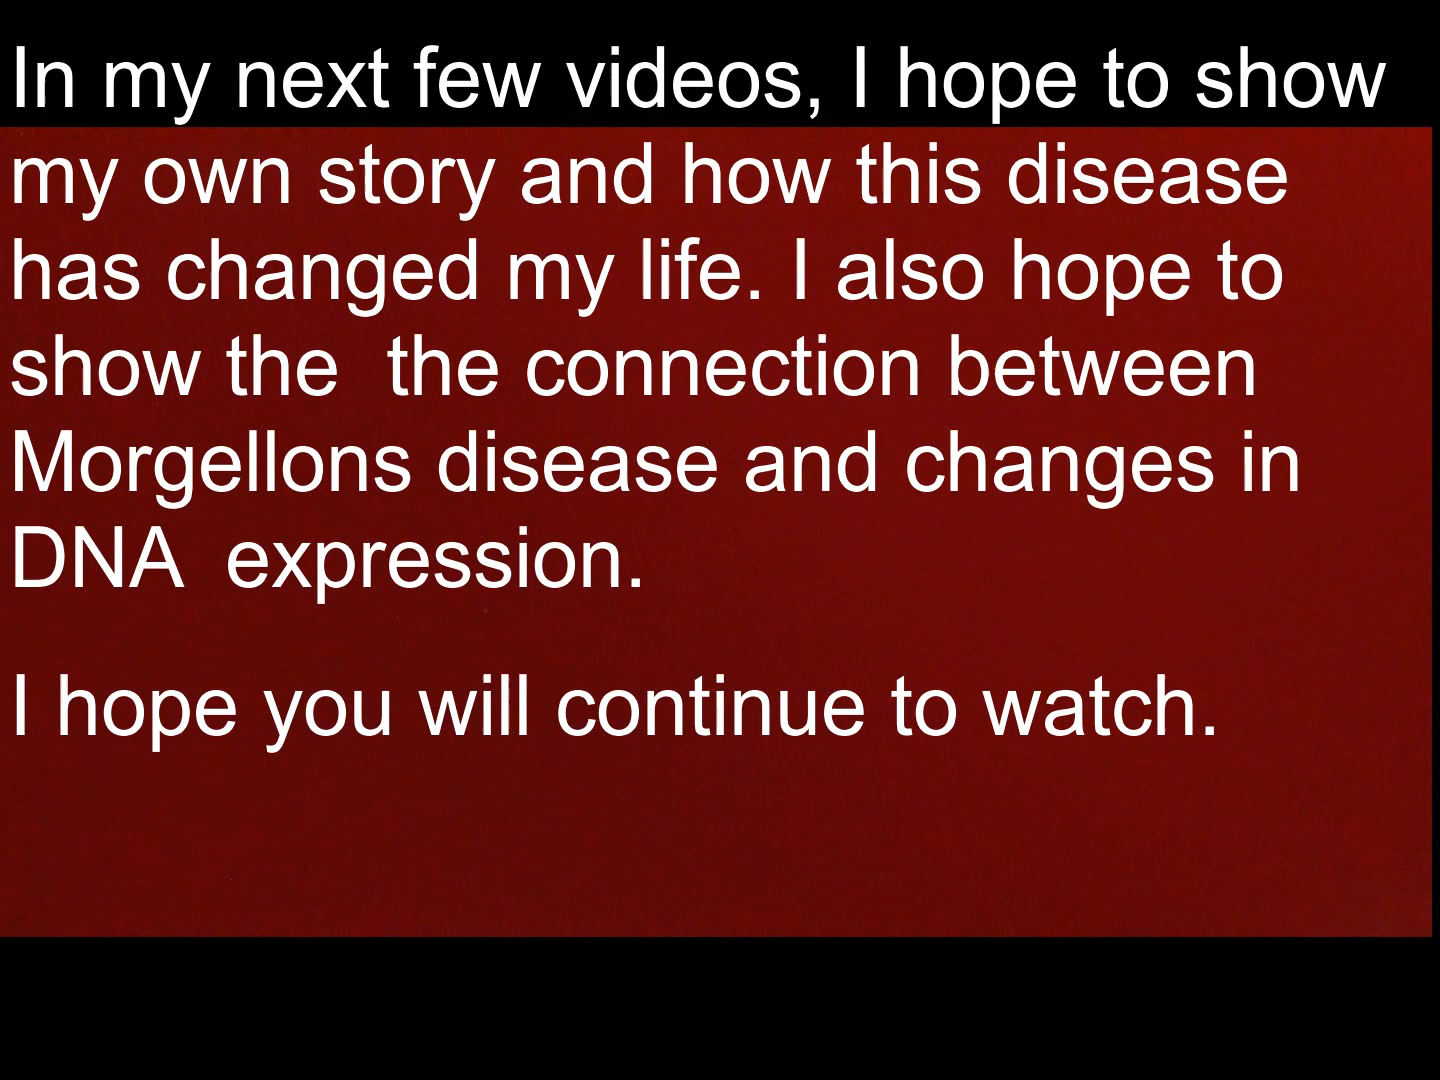 In my next few videos, I hope to show
my own story and how this disease
has changed my life. I also hope to
show the  the connection between
Morgellons disease and changes in
DNA  expression.
I hope you will continue to watch.